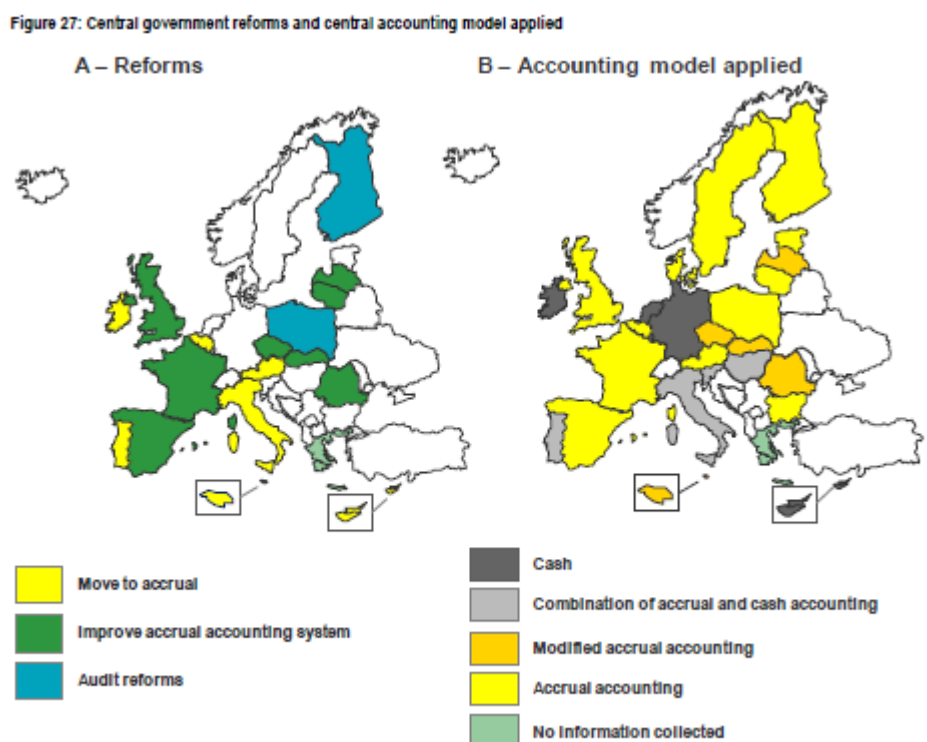 Figure 27: Central government reforms and central accounting model applied
A – Reforms
B – Accounting model applied
Move to accrual
Improve accrual accounting system
Audit reforms
Cash
Combination of accrual and cash accounting
Modified accrual accounting
Accrual accounting
No information collected